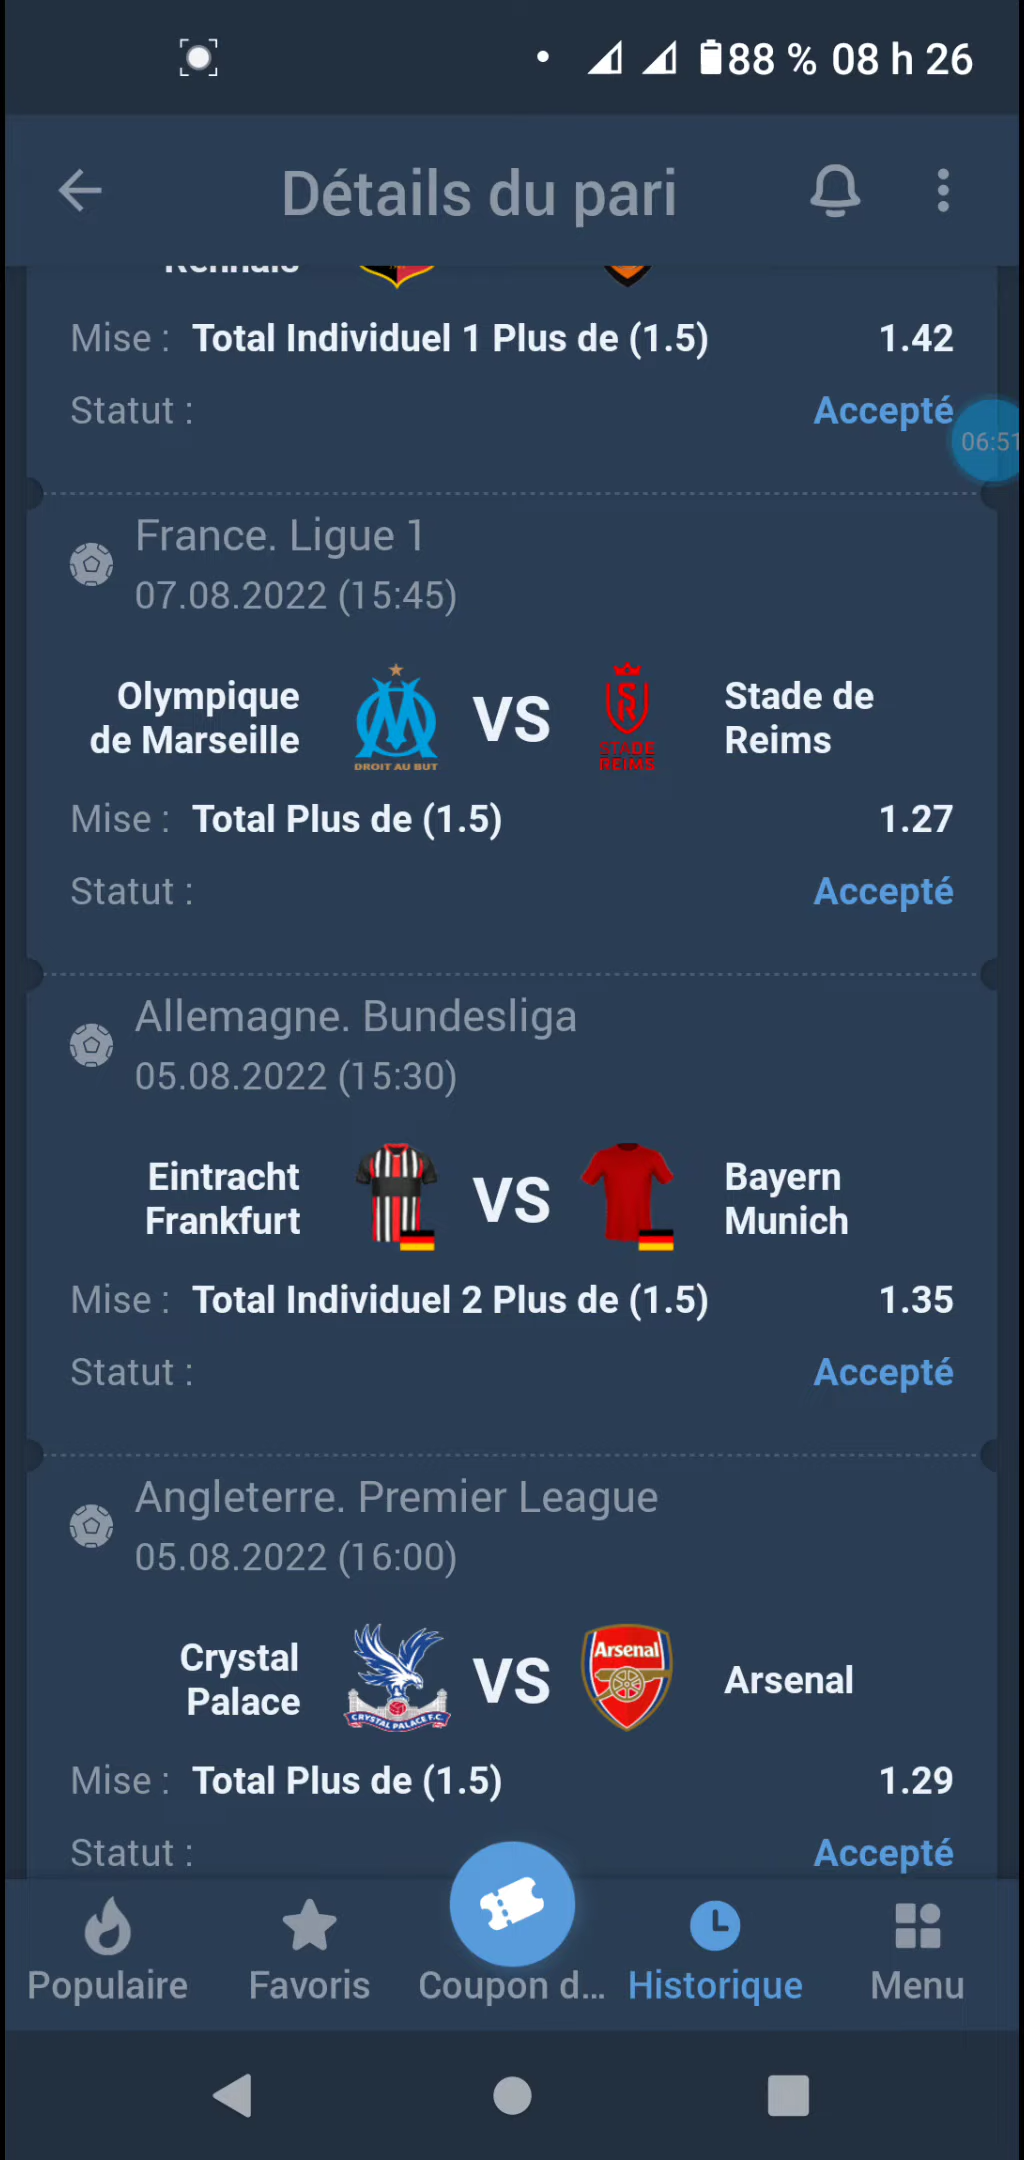 88 % 08 h 26
Détails du pari
Rennais
Mise : Total Individuel 1 Plus de (1.5) 1.42
Statut : Accepté
06:51
France. Ligue 1
07.08.2022 (15:45)
Olympique
de Marseille
DROIT AU BUT
VS
STADE
REIMS
Stade de
Reims
Mise : Total Plus de (1.5) 1.27
Statut : Accepté
Allemagne. Bundesliga
05.08.2022 (15:30)
Eintracht
Frankfurt
VS
Bayern
Munich
Mise : Total Individuel 2 Plus de (1.5) 1.35
Statut : Accepté
Angleterre. Premier League
05.08.2022 (16:00)
Crystal
Palace
CRYSTAL PALACE F.C.
VS
Arsenal
Arsenal
Mise : Total Plus de (1.5) 1.29
Statut : Accepté
Populaire Favoris Coupon d... Historique Menu